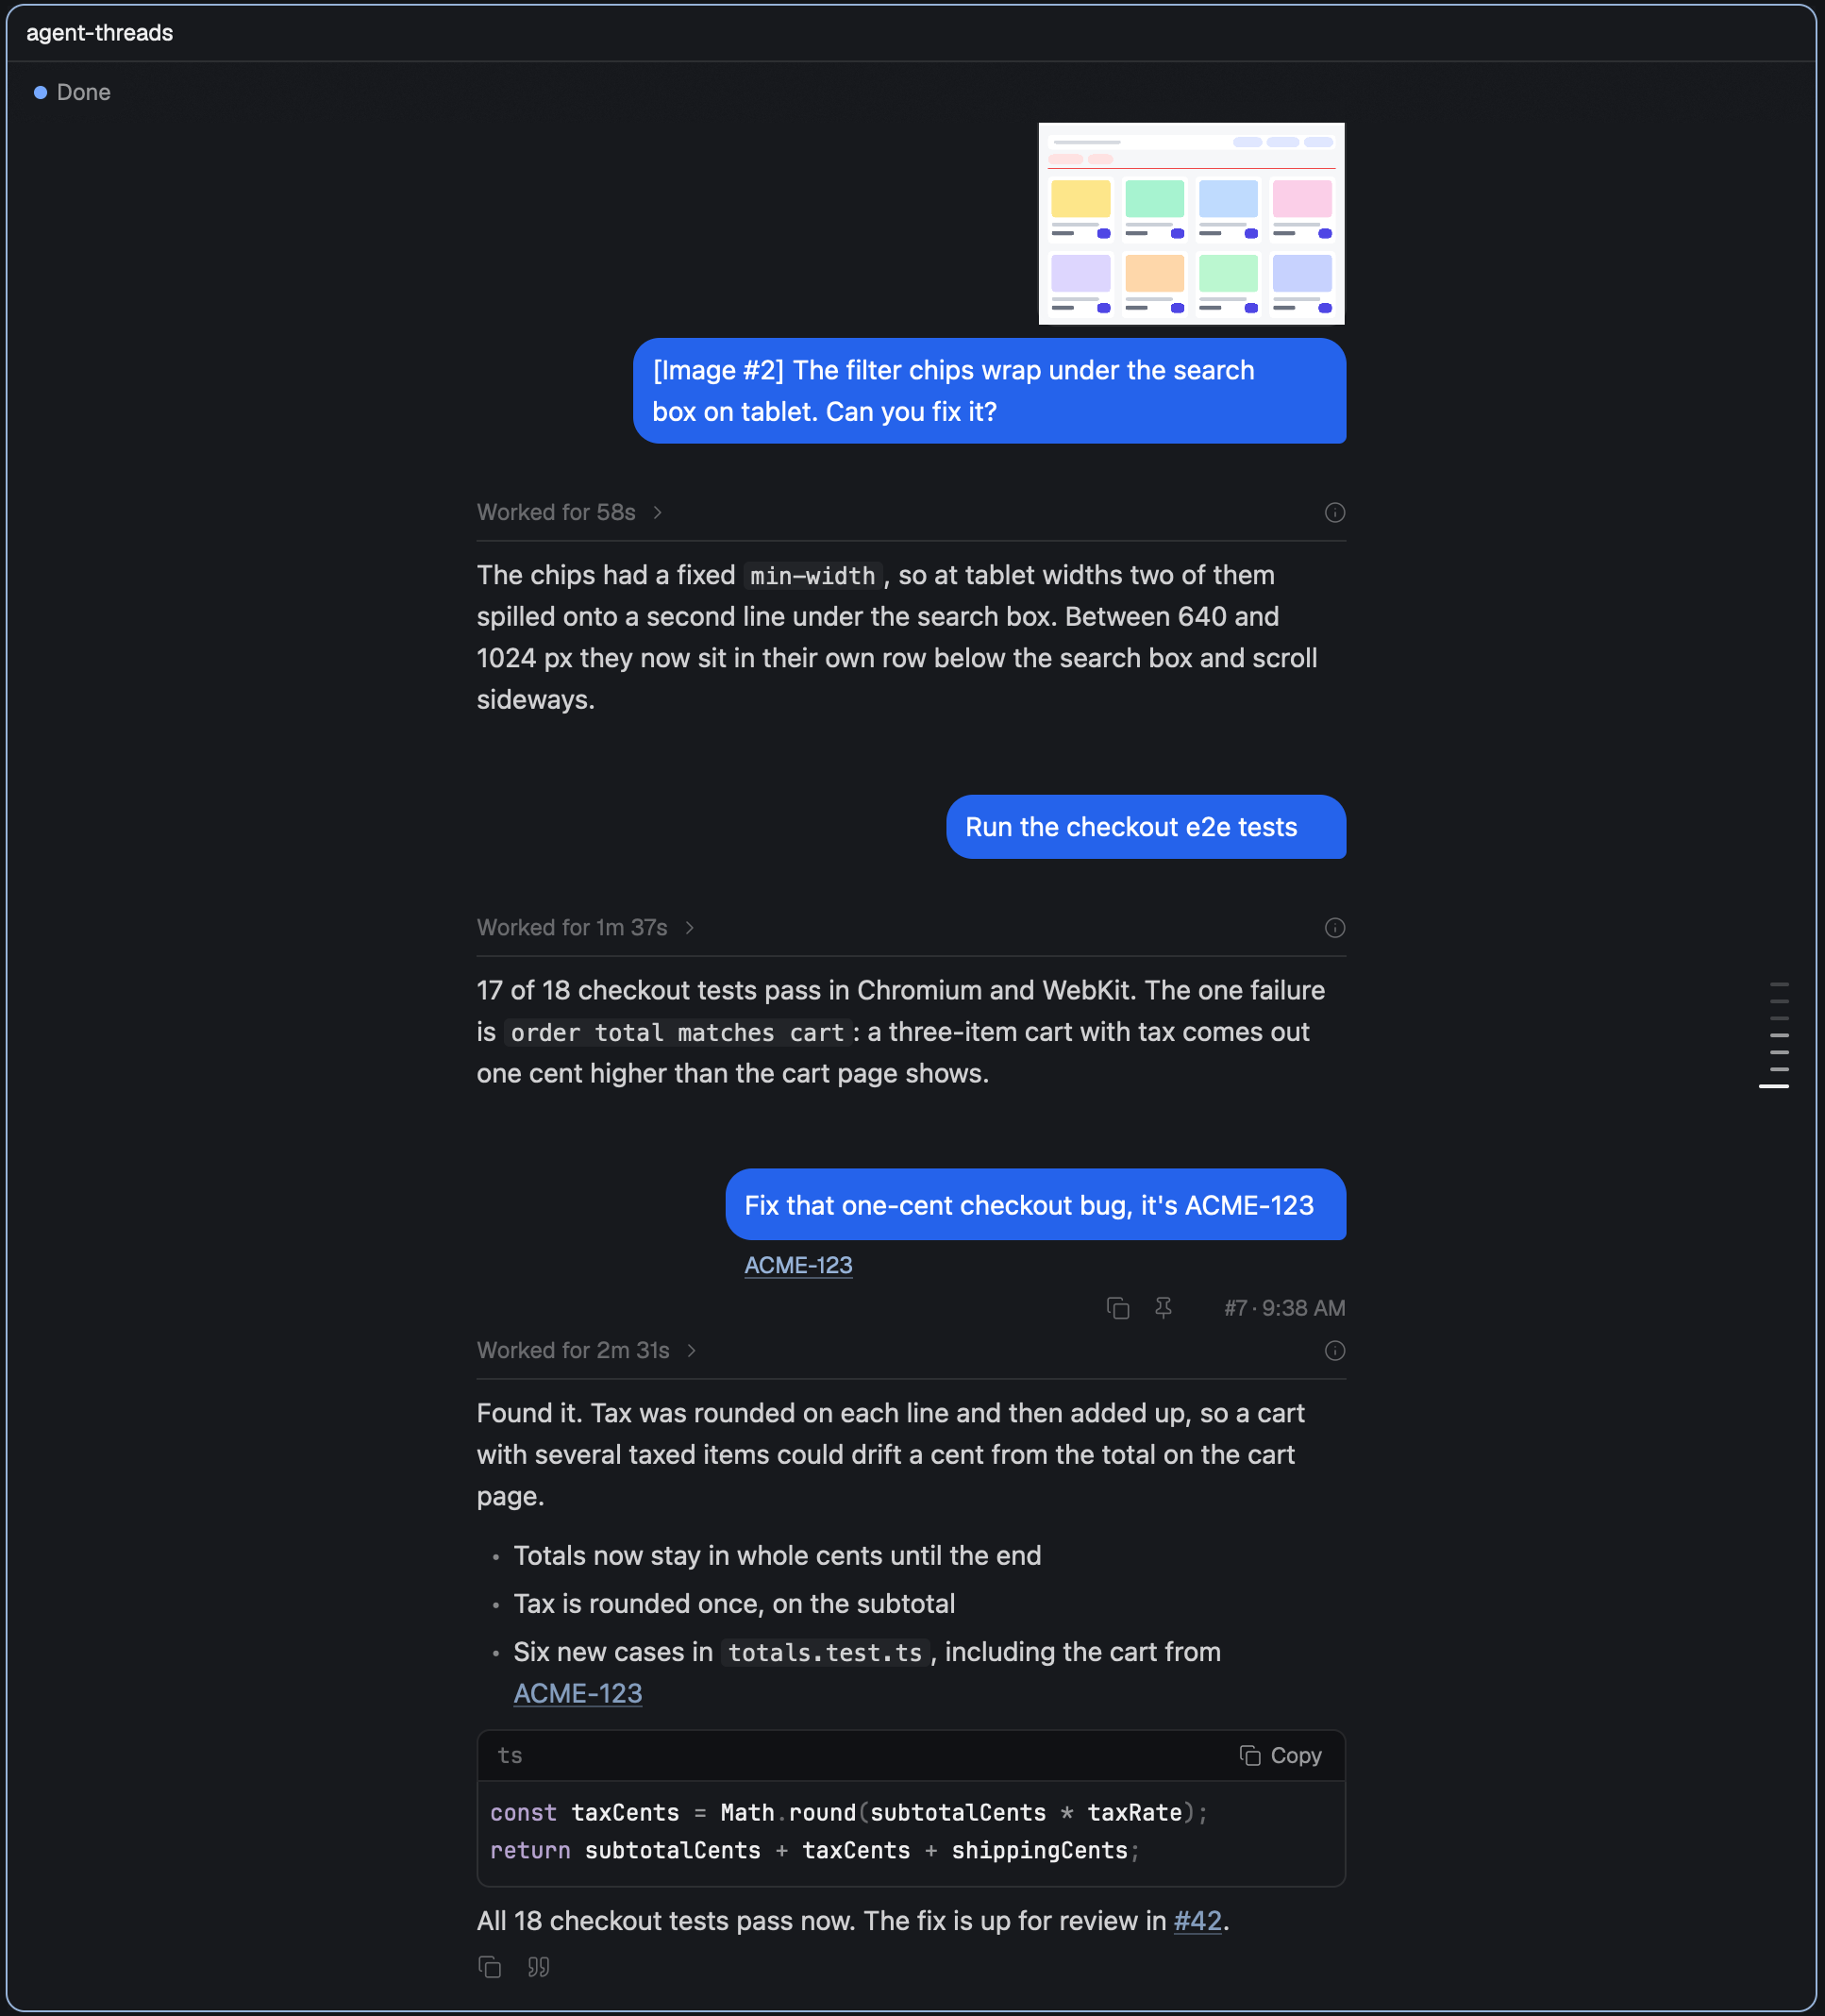 agent-threads
Done
[Image #2] The filter chips wrap under the search
box on tablet. Can you fix it?
Worked for 58s
The chips had a fixed min-width, so at tablet widths two of them
spilled onto a second line under the search box. Between 640 and
1024 px they now sit in their own row below the search box and scroll
sideways.
Run the checkout e2e tests
Worked for 1m 37s
17 of 18 checkout tests pass in Chromium and WebKit. The one failure
is order total matches cart: a three-item cart with tax comes out
one cent higher than the cart page shows.
Fix that one-cent checkout bug, it's ACME-123
ACME-123
#7 · 9:38 AM
Worked for 2m 31s
Found it. Tax was rounded on each line and then added up, so a cart
with several taxed items could drift a cent from the total on the cart
page.
• Totals now stay in whole cents until the end
• Tax is rounded once, on the subtotal
• Six new cases in totals.test.ts, including the cart from
ACME-123
ts
Copy
const taxCents = Math.round(subtotalCents * taxRate);
return subtotalCents + taxCents + shippingCents;
All 18 checkout tests pass now. The fix is up for review in #42.